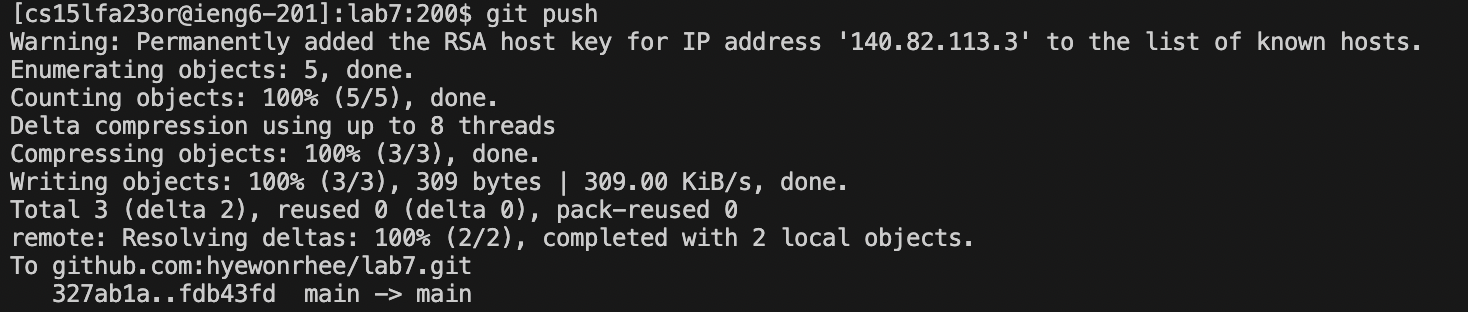 [cs15lfa23or@ieng6-201]:lab7:200$ git push
Warning: Permanently added the RSA host key for IP address '140.82.113.3' to the list of known hosts.
Enumerating objects: 5, done.
Counting objects: 100% (5/5), done.
Delta compression using up to 8 threads
Compressing objects: 100% (3/3), done.
Writing objects: 100% (3/3), 309 bytes | 309.00 KiB/s, done.
Total 3 (delta 2), reused 0 (delta 0), pack-reused 0
remote: Resolving deltas: 100% (2/2), completed with 2 local objects.
To github.com:hyewonrhee/lab7.git
   327ab1a..fdb43fd  main -> main